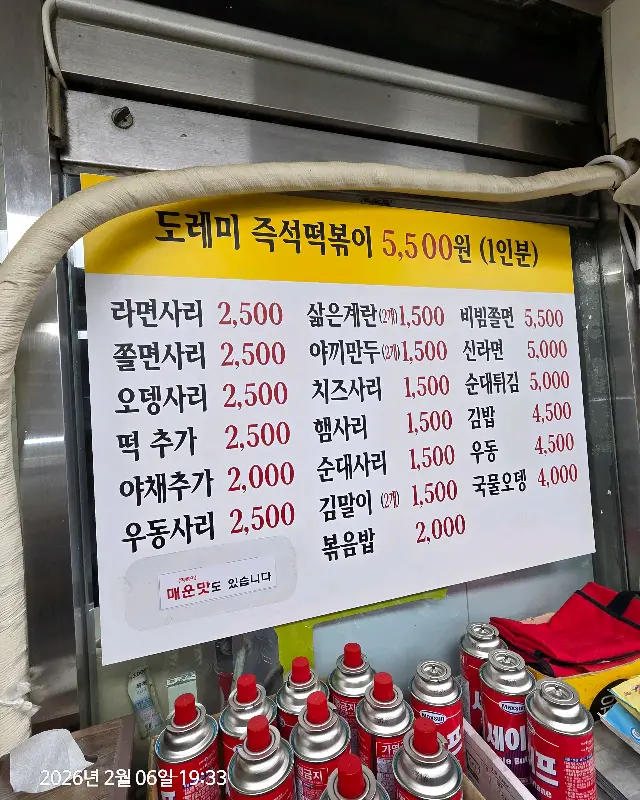 도레미 즉석떡볶이 5,500원 (1인분)
라면사리 2,500
쫄면사리 2,500
오뎅사리 2,500
떡 추가 2,500
야채추가 2,000
우동사리 2,500
매운맛도 있습니다
삶은계란(2개) 1,500
야끼만두(2개) 1,500
치즈사리 1,500
햄사리 1,500
순대사리 1,500
김말이 (2개) 1,500
볶음밥 2,000
비빔쫄면 5,500
신라면 5,000
순대튀김 5,000
김밥 4,500
우동 4,500
국물오뎅 4,000
2026년 2월 06일 19:33